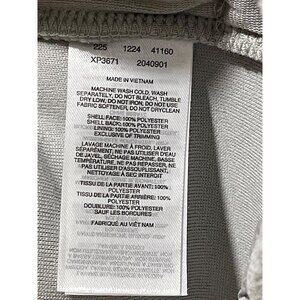 225 1224 41160
XP3671 2040901
MADE IN VIETNAM
MACHINE WASH COLD, WASH
SEPARATELY, DO NOT BLEACH, TUMBLE
DRY LOW, DO NOT IRON, DO NOT USE
FABRIC SOFTENER, DO NOT DRYCLEAN
SHELL FACE: 100% POLYESTER
SHELL BACK: 100% POLYESTER
LINING: 100% POLYESTER
EXCLUSIVE OF TRIMMING
LAVAGE MACHINE À FROID, LAVER
SÉPARÉMENT, NE PAS UTILISER D'EAU
DE JAVEL, SÉCHAGE MACHINE, BASSE
TEMPÉRATURE, NE PAS REPASSER, NE
PAS UTILISER D'ASSOUPLISSANT,
NETTOYAGE À SEC INTERDIT
TISSU DE LA PARTIE AVANT: 100%
POLYESTER
TISSU DE LA PARTIE ARRIÈRE: 100%
POLYESTER
DOUBLURE: 100% POLYESTER
SAUF LES BORDURES
FABRIQUÉ AU VIÊT NAM